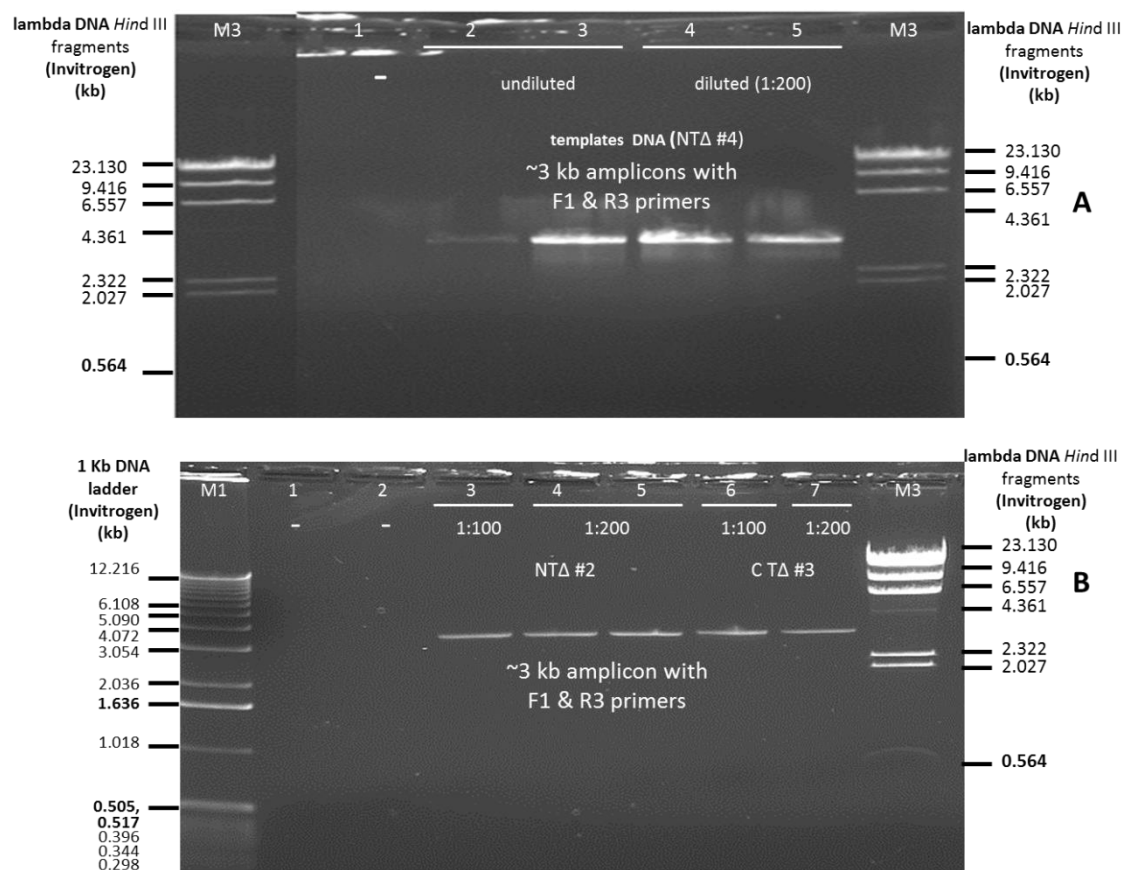 lambda DNA Hind III
fragments
(Invitrogen)
(kb)
M3
1
2
3
4
5
M3
lambda DNA Hind III
fragments
(Invitrogen)
(kb)
-
undiluted
diluted (1:200)
templates DNA (NTΔ #4)
~3 kb amplicons with
F1 & R3 primers
23.130
9.416
6.557
4.361
2.322
2.027
0.564
23.130
9.416
6.557
4.361
2.322
2.027
0.564
A
1 Kb DNA
ladder
(Invitrogen)
(kb)
M1
1
2
3
4
5
6
7
M3
lambda DNA Hind III
fragments
(Invitrogen)
(kb)
-
-
1:100
1:200
1:100
1:200
NTΔ #2
C TΔ #3
~3 kb amplicon with
F1 & R3 primers
12.216
6.108
5.090
4.072
3.054
2.036
1.636
1.018
0.505,
0.517
0.396
0.344
0.298
23.130
9.416
6.557
4.361
2.322
2.027
0.564
B